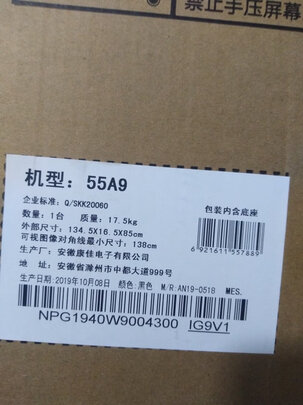 禁止手压屏幕
机型：55A9
企业标准：Q/SKK20060
数量：1台 质量：17.5kg
外部尺寸：134.5X16.5X85cm
可视图像对角线最小尺寸：138cm
安徽康佳电子有限公司
地址：安徽省滁州市中都大道999号
生产日期：2019年10月08日 颜色:黑色 M/R:AN19-0518 MES.
包装内含底座
6 921611 557889
NPG1940W9004300 IG9V1